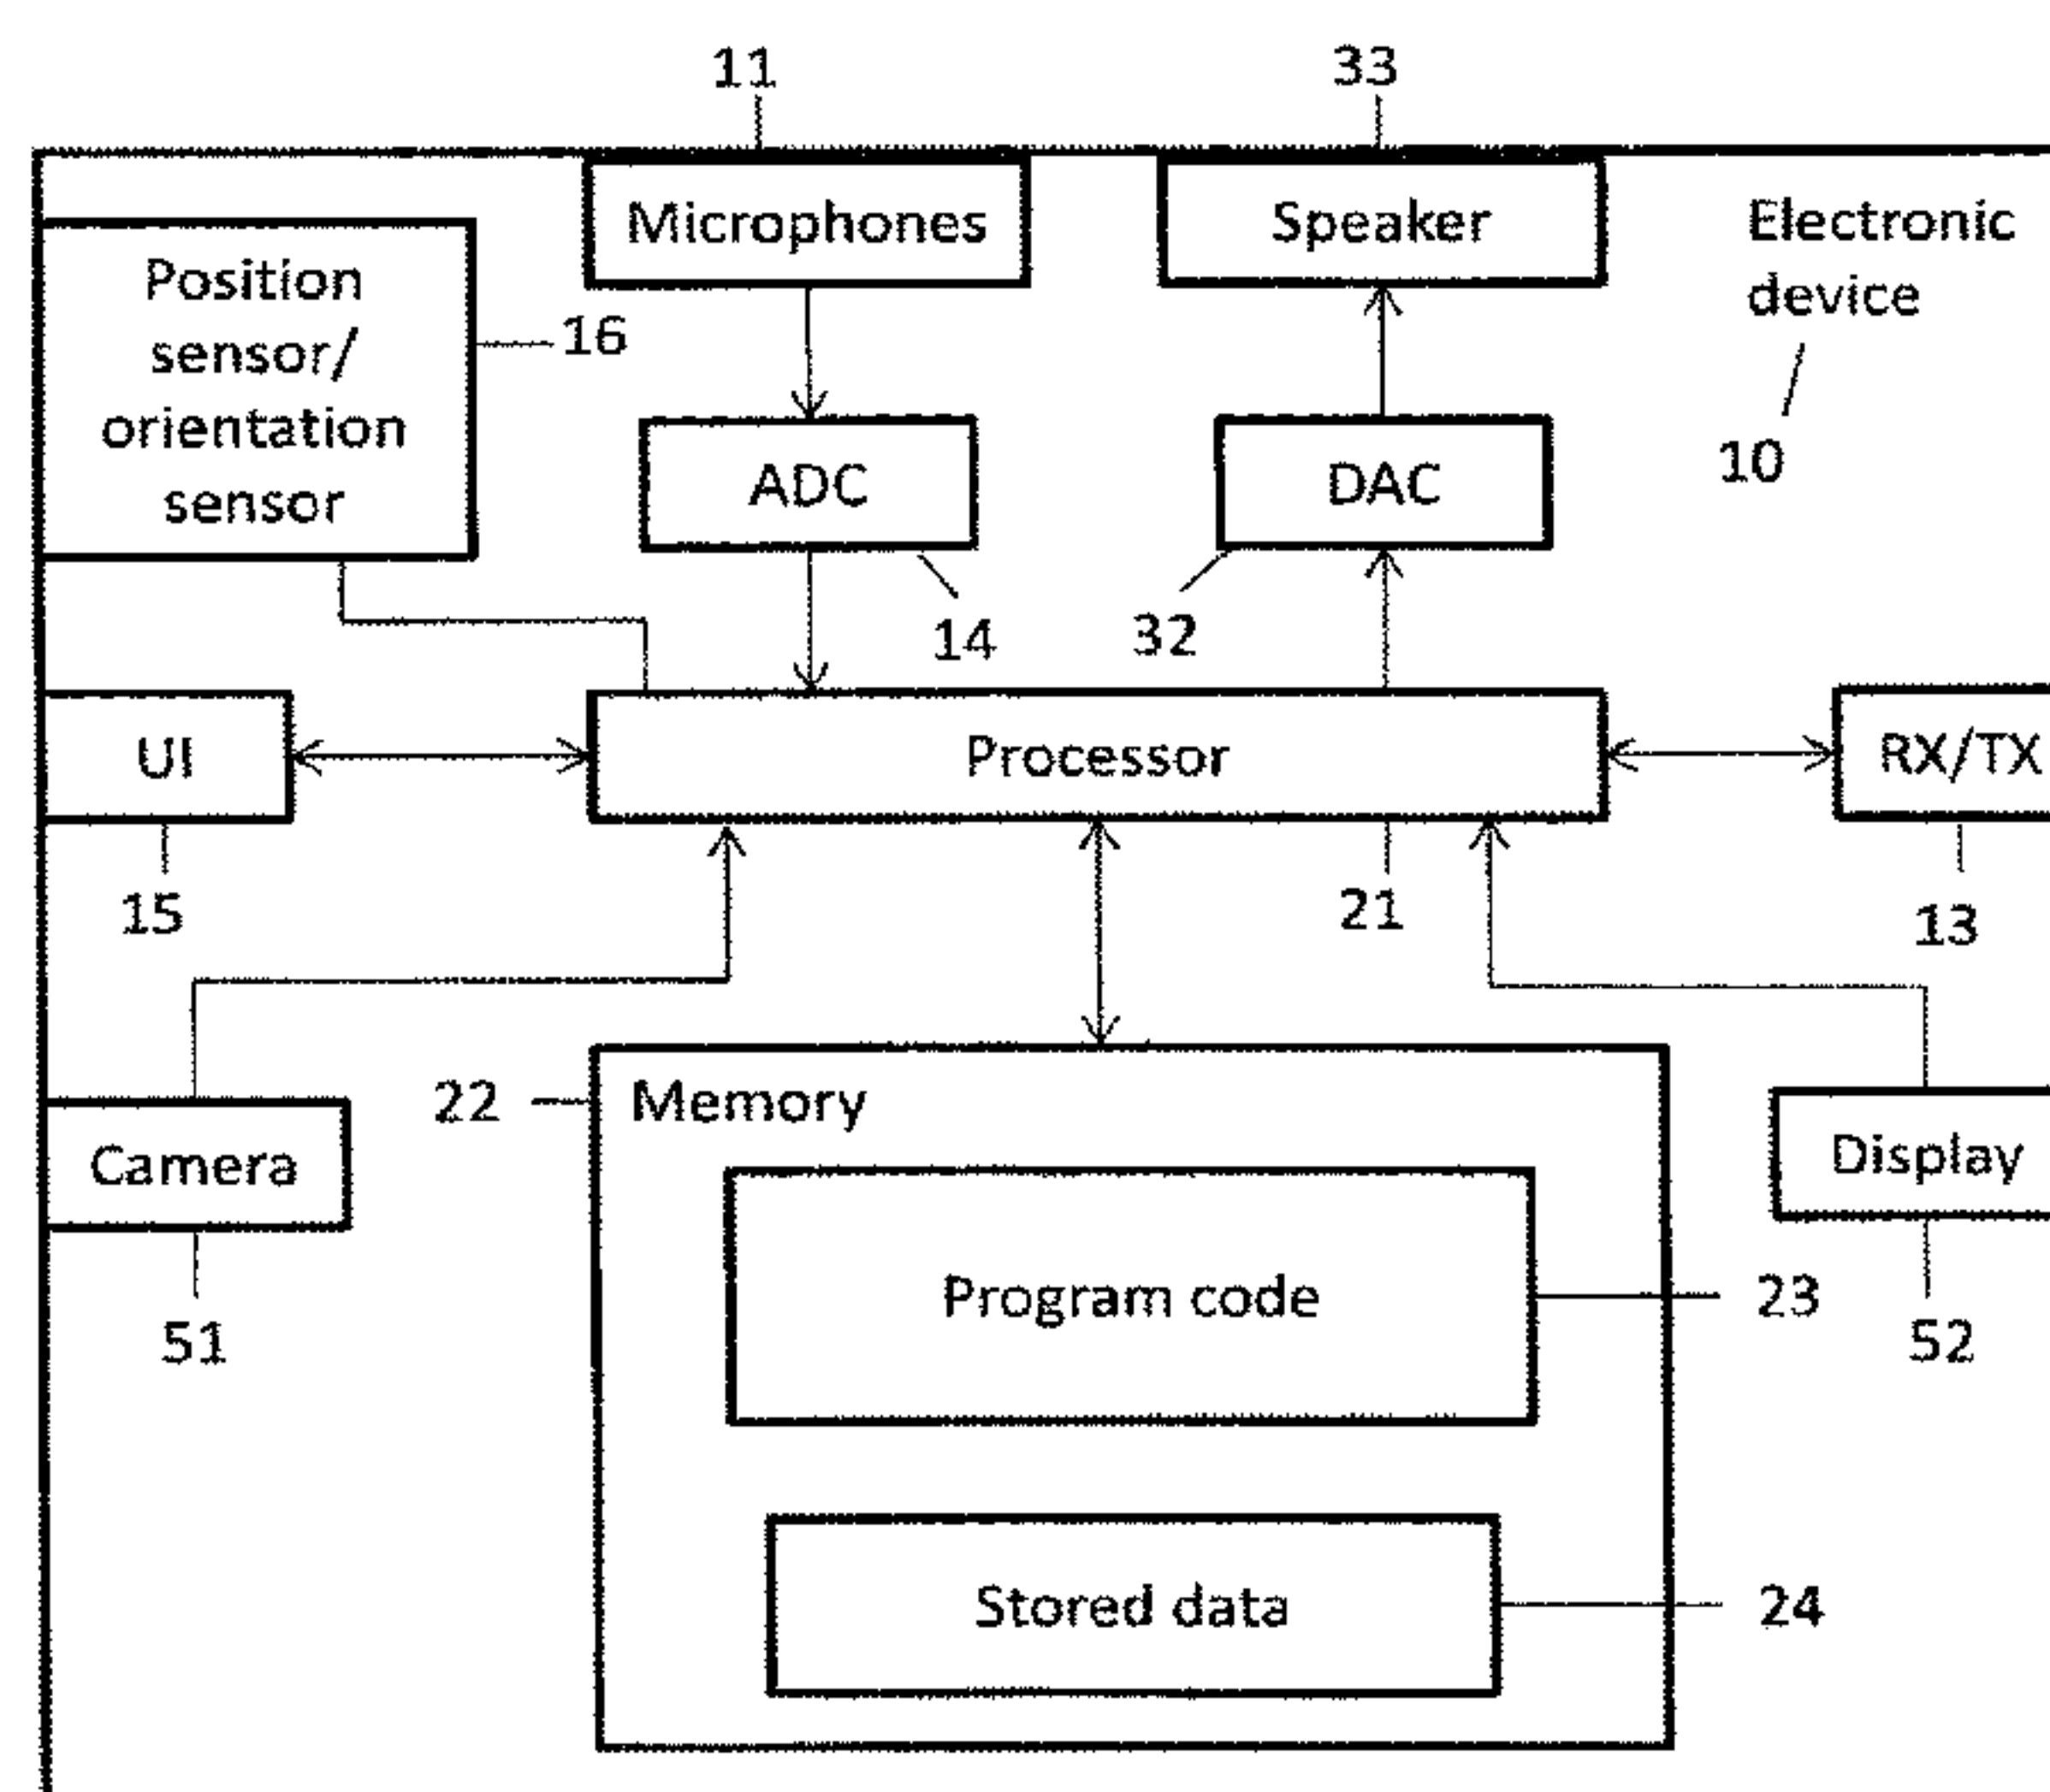 11
33
Microphones
Speaker
Electronic
device
Position
sensor/
orientation
sensor
16
ADC
DAC
10
14
32
UI
Processor
RX/TX
15
21
13
22
Memory
Camera
Display
Program code
23
51
52
Stored data
24